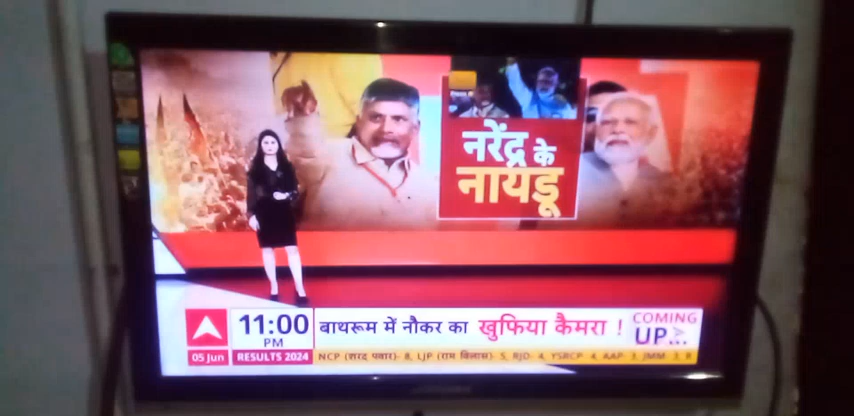 नरेंद्र के
नायडू
11:00
PM
बाथरूम में नौकर का खुफिया कैमरा !
COMING
UP
05 Jun
RESULTS 2024
NCP (शरद पवार)- 8, LJP (राम विलास)- 5, RJD- 4, YSRCP- 4, AAP- 3, JMM- 3, R